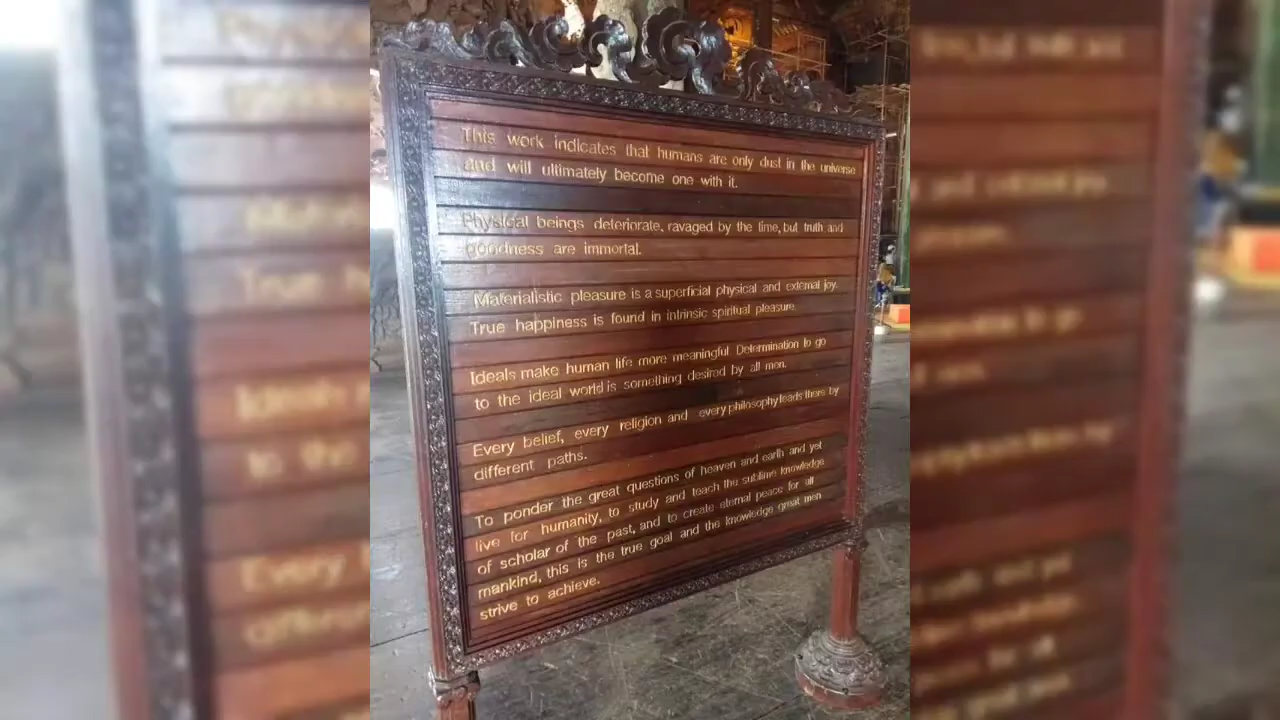 This work indicates that humans are only dust in the universe
and will ultimately become one with it.
Physical beings deteriorate, ravaged by the time, but truth and
goodness are immortal.
Materialistic pleasure is a superficial physical and external joy.
True happiness is found in intrinsic spiritual pleasure.
Ideals make human life more meaningful Determination to go
to the ideal world is something desired by all men.
Every belief, every religion and every philosophy leads there by
different paths.
To ponder the great questions of heaven and earth and yet
live for humanity, to study and teach thu sublime knowledge
of scholar of the past, and to create eternal peace for all
mankind, this is the true goal and the knowledge great men
strive to achieve.